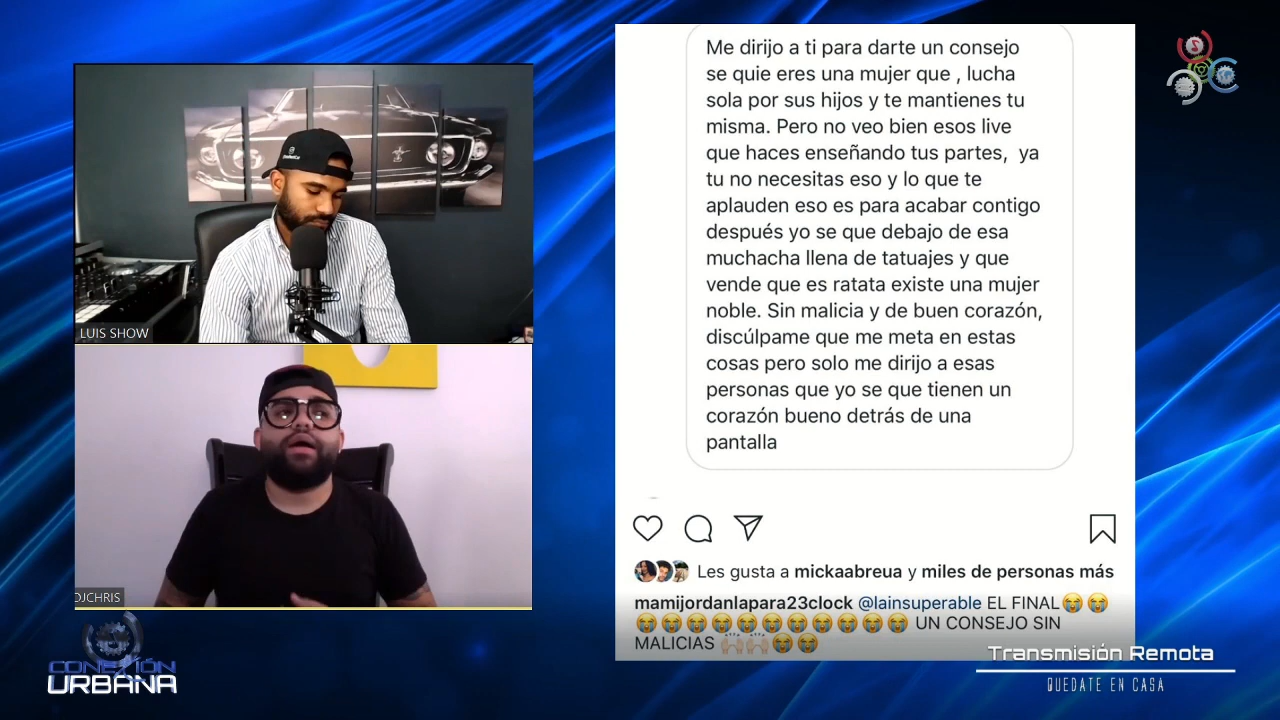 Me dirijo a ti para darte un consejo
se quie eres una mujer que , lucha
sola por sus hijos y te mantienes tu
misma. Pero no veo bien esos live
que haces enseñando tus partes, ya
tu no necesitas eso y lo que te
aplauden eso es para acabar contigo
después yo se que debajo de esa
muchacha llena de tatuajes y que
vende que es ratata existe una mujer
noble. Sin malicia y de buen corazón,
discúlpame que me meta en estas
cosas pero solo me dirijo a esas
personas que yo se que tienen un
corazón bueno detrás de una
pantalla
Les gusta a mickaabreua y miles de personas más
mamijordanlapara23clock @lainsuperable EL FINAL😭😭
😭😭😭😭😭😭😭😭😭😭😭 UN CONSEJO SIN
MALICIAS 🙌🏼🙌🏼😭😭
LUIS SHOW
DJCHRIS
CONEXIÓN
URBANA
Transmisión Remota
QUEDATE EN CASA